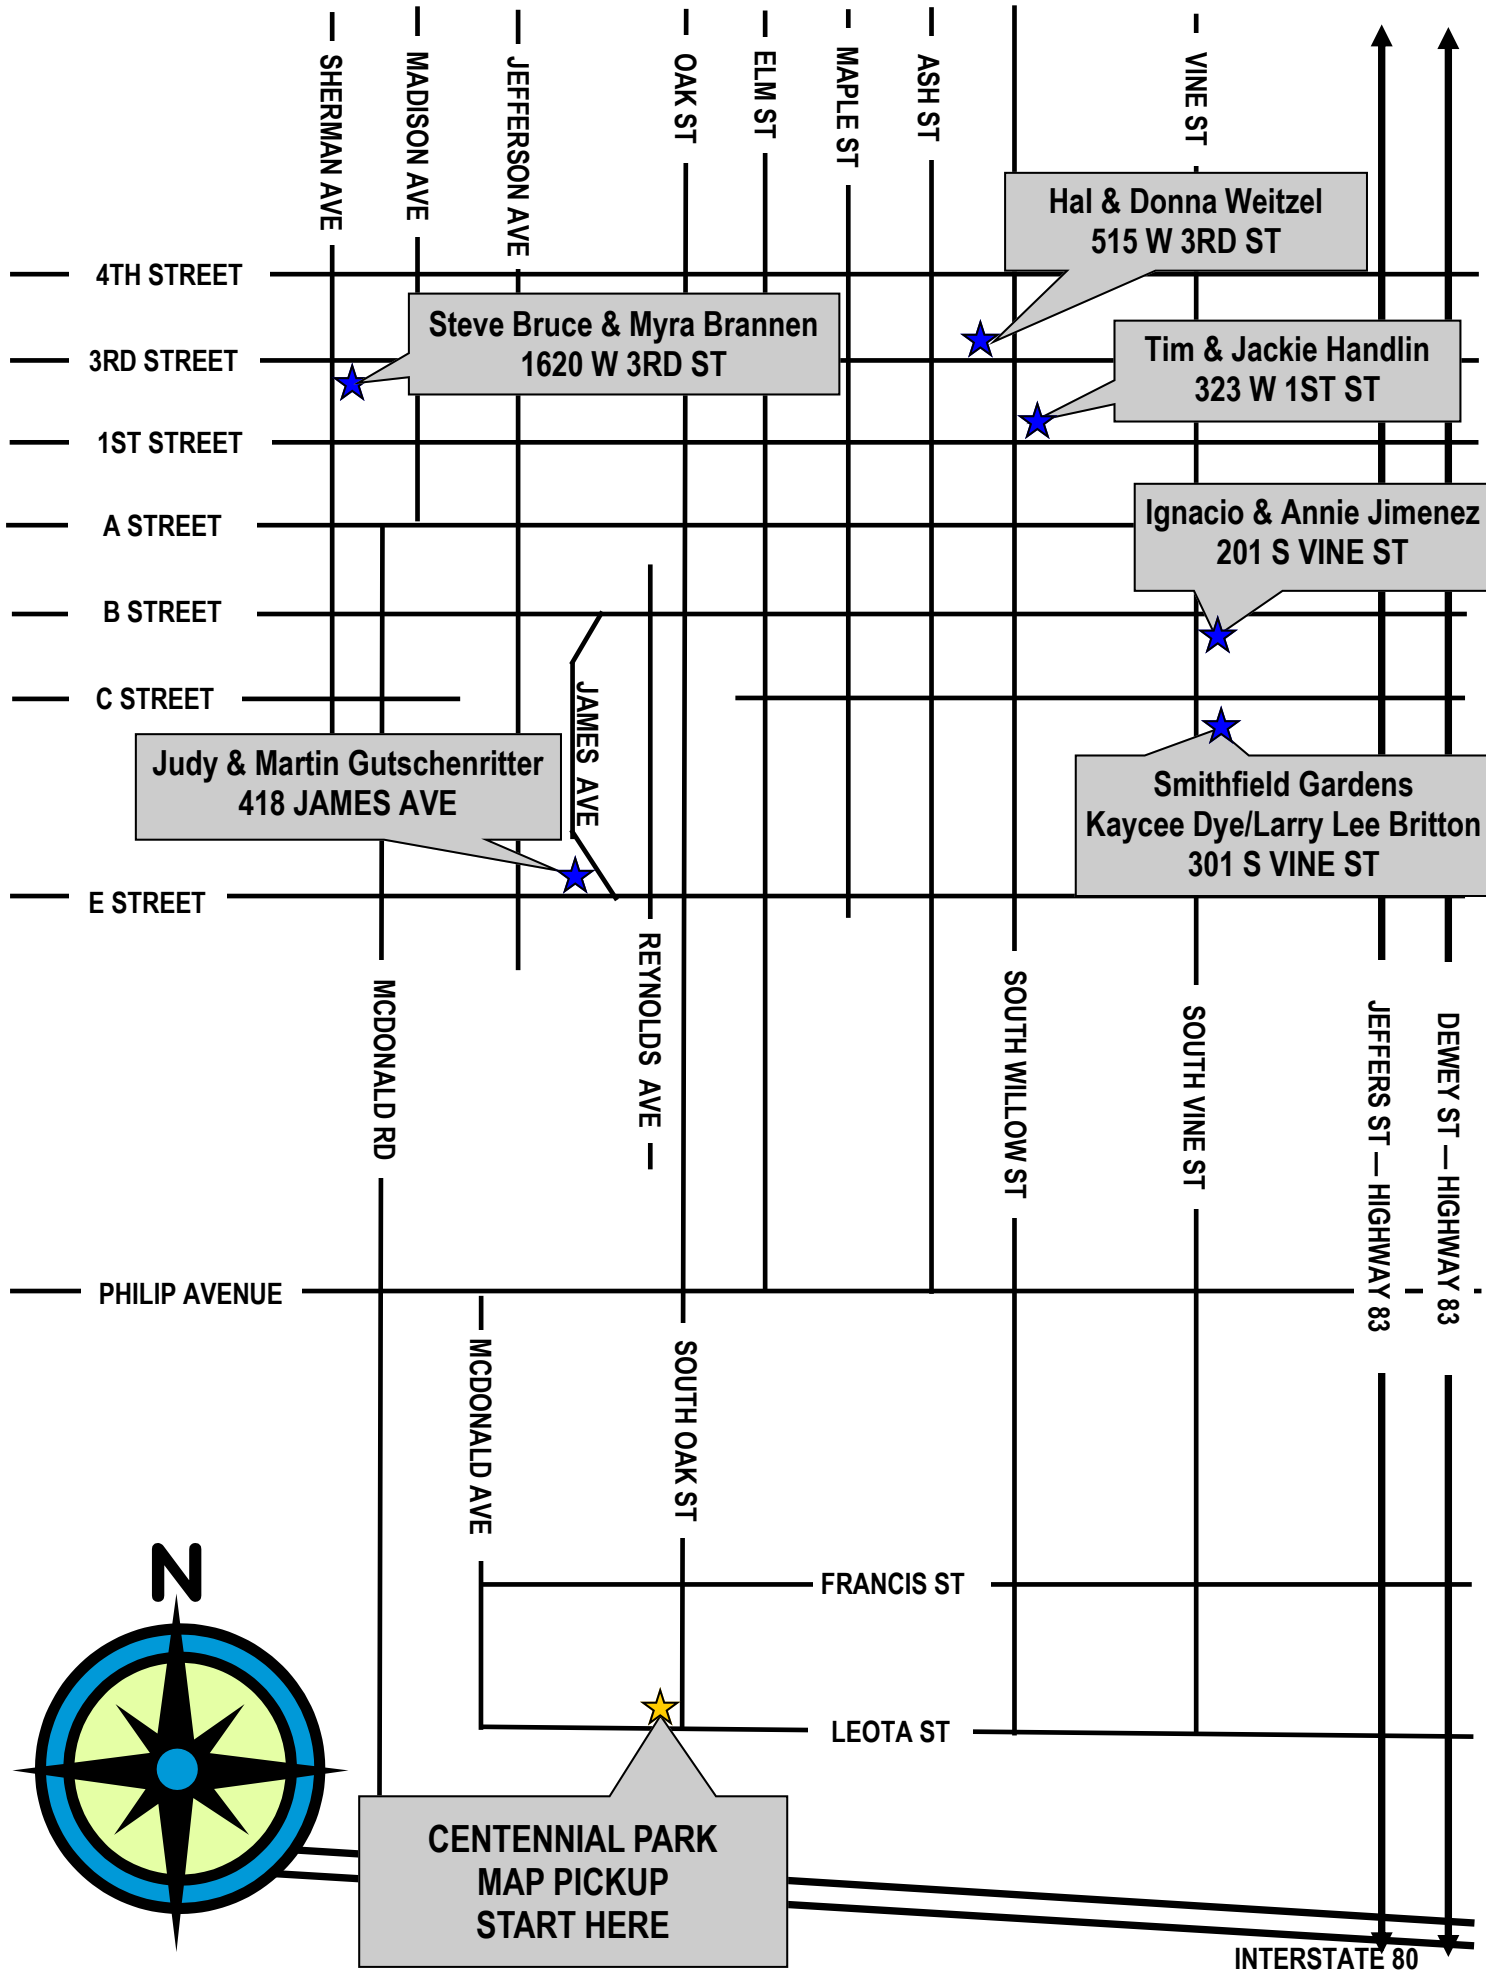 SHERMAN AVE
MADISON AVE
JEFFERSON AVE
OAK ST
ELM ST
MAPLE ST
ASH ST
VINE ST
Hal & Donna Weitzel
515 W 3RD ST
4TH STREET
Steve Bruce & Myra Brannen
1620 W 3RD ST
3RD STREET
Tim & Jackie Handlin
323 W 1ST ST
1ST STREET
Ignacio & Annie Jimenez
201 S VINE ST
A STREET
B STREET
C STREET
JAMES AVE
Judy & Martin Gutschenritter
418 JAMES AVE
Smithfield Gardens
Kaycee Dye/Larry Lee Britton
301 S VINE ST
E STREET
MCDONALD RD
REYNOLDS AVE
SOUTH WILLOW ST
SOUTH VINE ST
JEFFERS ST — HIGHWAY 83
DEWEY ST — HIGHWAY 83
PHILIP AVENUE
MCDONALD AVE
SOUTH OAK ST
N
FRANCIS ST
LEOTA ST
CENTENNIAL PARK
MAP PICKUP
START HERE
INTERSTATE 80